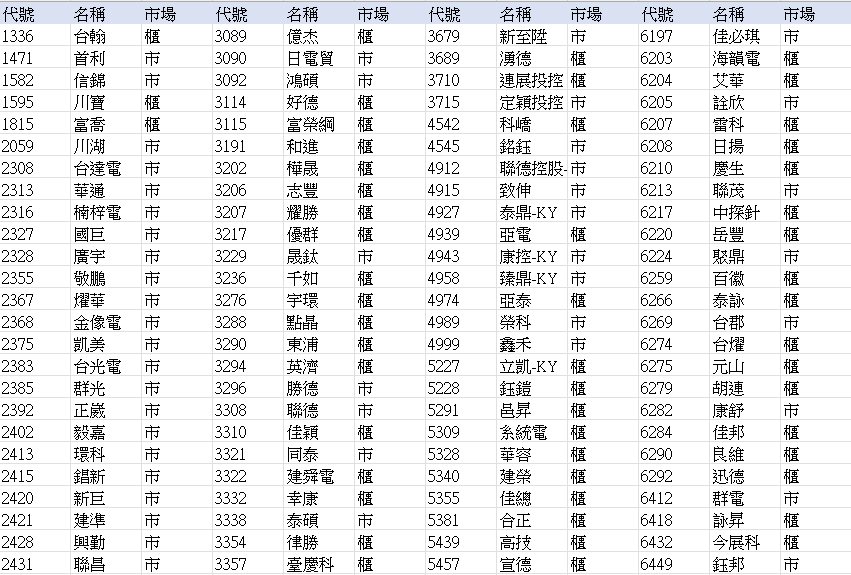 代號 名稱 市場 代號 名稱 市場 代號 名稱 市場 代號 名稱 市場
1336 台翰 櫃 3089 億杰 櫃 3679 新至陞 市 6197 佳必琪 市
1471 首利 市 3090 日電貿 市 3689 湧德 櫃 6203 海韻電 櫃
1582 信錦 市 3092 鴻碩 市 3710 連展投控 櫃 6204 艾華 櫃
1595 川寶 櫃 3114 好德 櫃 3715 定穎投控 市 6205 詮欣 市
1815 富喬 櫃 3115 富榮綱 櫃 4542 科嶠 櫃 6207 雷科 櫃
2059 川湖 市 3191 和進 櫃 4545 銘鈺 市 6208 日揚 櫃
2308 台達電 市 3202 樺晟 櫃 4912 聯德控股- 市 6210 慶生 櫃
2313 華通 市 3206 志豐 櫃 4915 致伸 市 6213 聯茂 市
2316 楠梓電 市 3207 耀勝 櫃 4927 泰鼎-KY 市 6217 中探針 櫃
2327 國巨 市 3217 優群 櫃 4939 亞電 櫃 6220 岳豐 櫃
2328 廣宇 市 3229 晟鈦 市 4943 康控-KY 市 6224 聚鼎 市
2355 敬鵬 市 3236 千如 櫃 4958 臻鼎-KY 市 6259 百徽 櫃
2367 燿華 市 3276 宇環 櫃 4974 亞泰 櫃 6266 泰詠 櫃
2368 金像電 市 3288 點晶 櫃 4989 榮科 市 6269 台郡 市
2375 凱美 市 3290 東浦 櫃 4999 鑫禾 市 6274 台燿 櫃
2383 台光電 市 3294 英濟 櫃 5227 立凱-KY 櫃 6275 元山 櫃
2385 群光 市 3296 勝德 市 5228 鈺鎧 櫃 6279 胡連 櫃
2392 正崴 市 3308 聯德 市 5291 邑昇 櫃 6282 康舒 市
2402 毅嘉 市 3310 佳穎 櫃 5309 系統電 櫃 6284 佳邦 櫃
2413 環科 市 3321 同泰 市 5328 華容 櫃 6290 良維 櫃
2415 錩新 市 3322 建舜電 櫃 5340 建榮 櫃 6292 迅德 櫃
2420 新巨 市 3332 幸康 櫃 5355 佳總 櫃 6412 群電 市
2421 建準 市 3338 泰碩 市 5381 合正 櫃 6418 詠昇 櫃
2428 興勤 市 3354 律勝 櫃 5439 高技 櫃 6432 今展科 櫃
2431 聯昌 市 3357 臺慶科 櫃 5457 宣德 櫃 6449 鈺邦 市